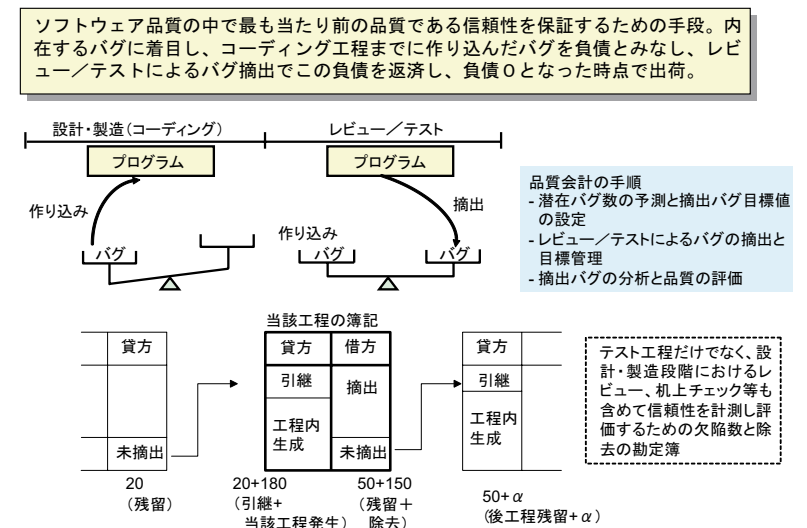 ソフトウェア品質の中で最も当たり前の品質である信頼性を保証するための手段。内
在するバグに着目し、コーディング工程までに作り込んだバグを負債とみなし、レビ
ュー／テストによるバグ摘出でこの負債を返済し、負債０となった時点で出荷。
設計・製造（コーディング）
レビュー／テスト
プログラム
プログラム
作り込み
摘出
バグ
作り込み
バグ
バグ
品質会計の手順
- 潜在バグ数の予測と摘出バグ目標値
の設定
- レビュー／テストによるバグの摘出と
目標管理
- 摘出バグの分析と品質の評価
当該工程の簿記
貸方
未摘出
20
（残留）
貸方
借方
引継
摘出
工程内
生成
未摘出
20+180
（引継+
当該工程発生）
50+150
（残留＋
除去）
貸方
引継
工程内
生成
50+α
（後工程残留+α）
テスト工程だけでなく、設
計・製造段階におけるレ
ビュー、机上チェック等も
含めて信頼性を計測し評
価するための欠陥数と除
去の勘定簿